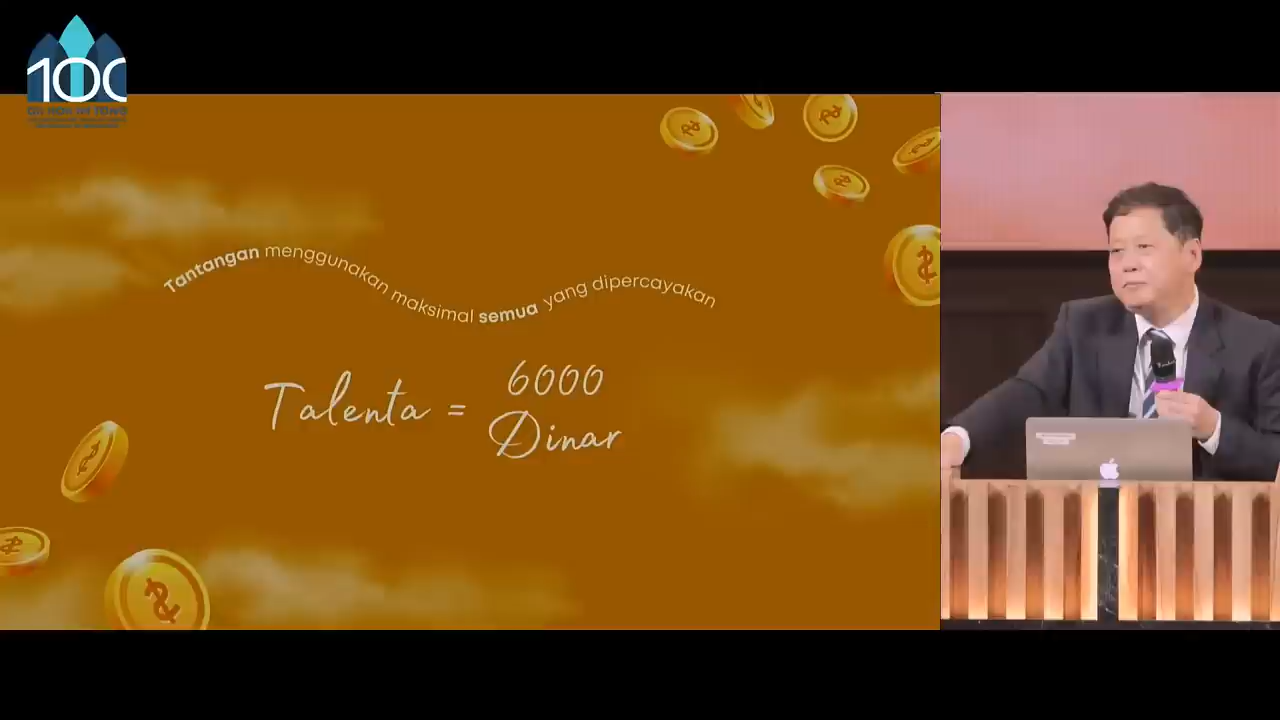 100
Tantangan menggunakan maksimal semua yang dipercayakan
Talenta = 6000 Dinar